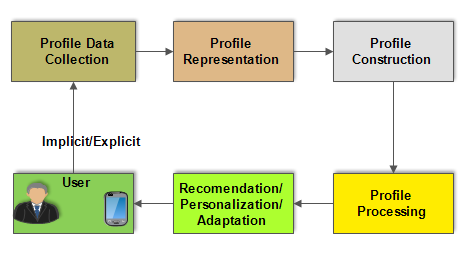 Profile Data
Collection
Profile
Representation
Profile
Construction
Implicit/Explicit
User
Recomendation/
Personalization/
Adaptation
Profile
Processing